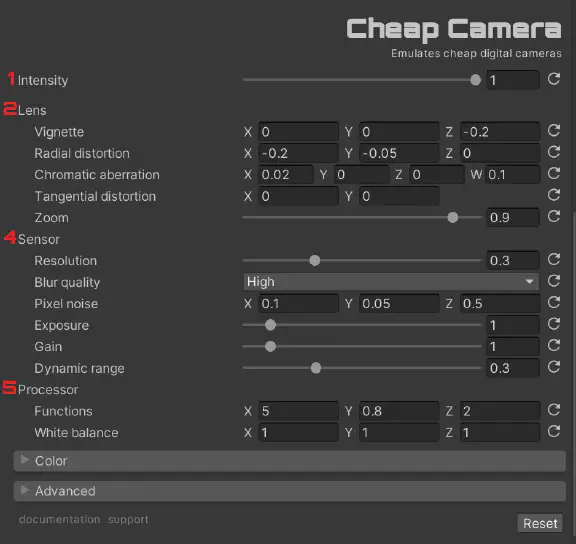 Cheap Camera
Emulates cheap digital cameras
1 Intensity 1
2 Lens
Vignette X 0 Y 0 Z -0.2
Radial distortion X -0.2 Y -0.05 Z 0
Chromatic aberration X 0.02 Y 0 Z 0 W 0.1
Tangential distortion X 0 Y 0
Zoom 0.9
4 Sensor
Resolution 0.3
Blur quality High
Pixel noise X 0.1 Y 0.05 Z 0.5
Exposure 1
Gain 1
Dynamic range 0.3
5 Processor
Functions X 5 Y 0.8 Z 2
White balance X 1 Y 1 Z 1
Color
Advanced
documentation support
Reset